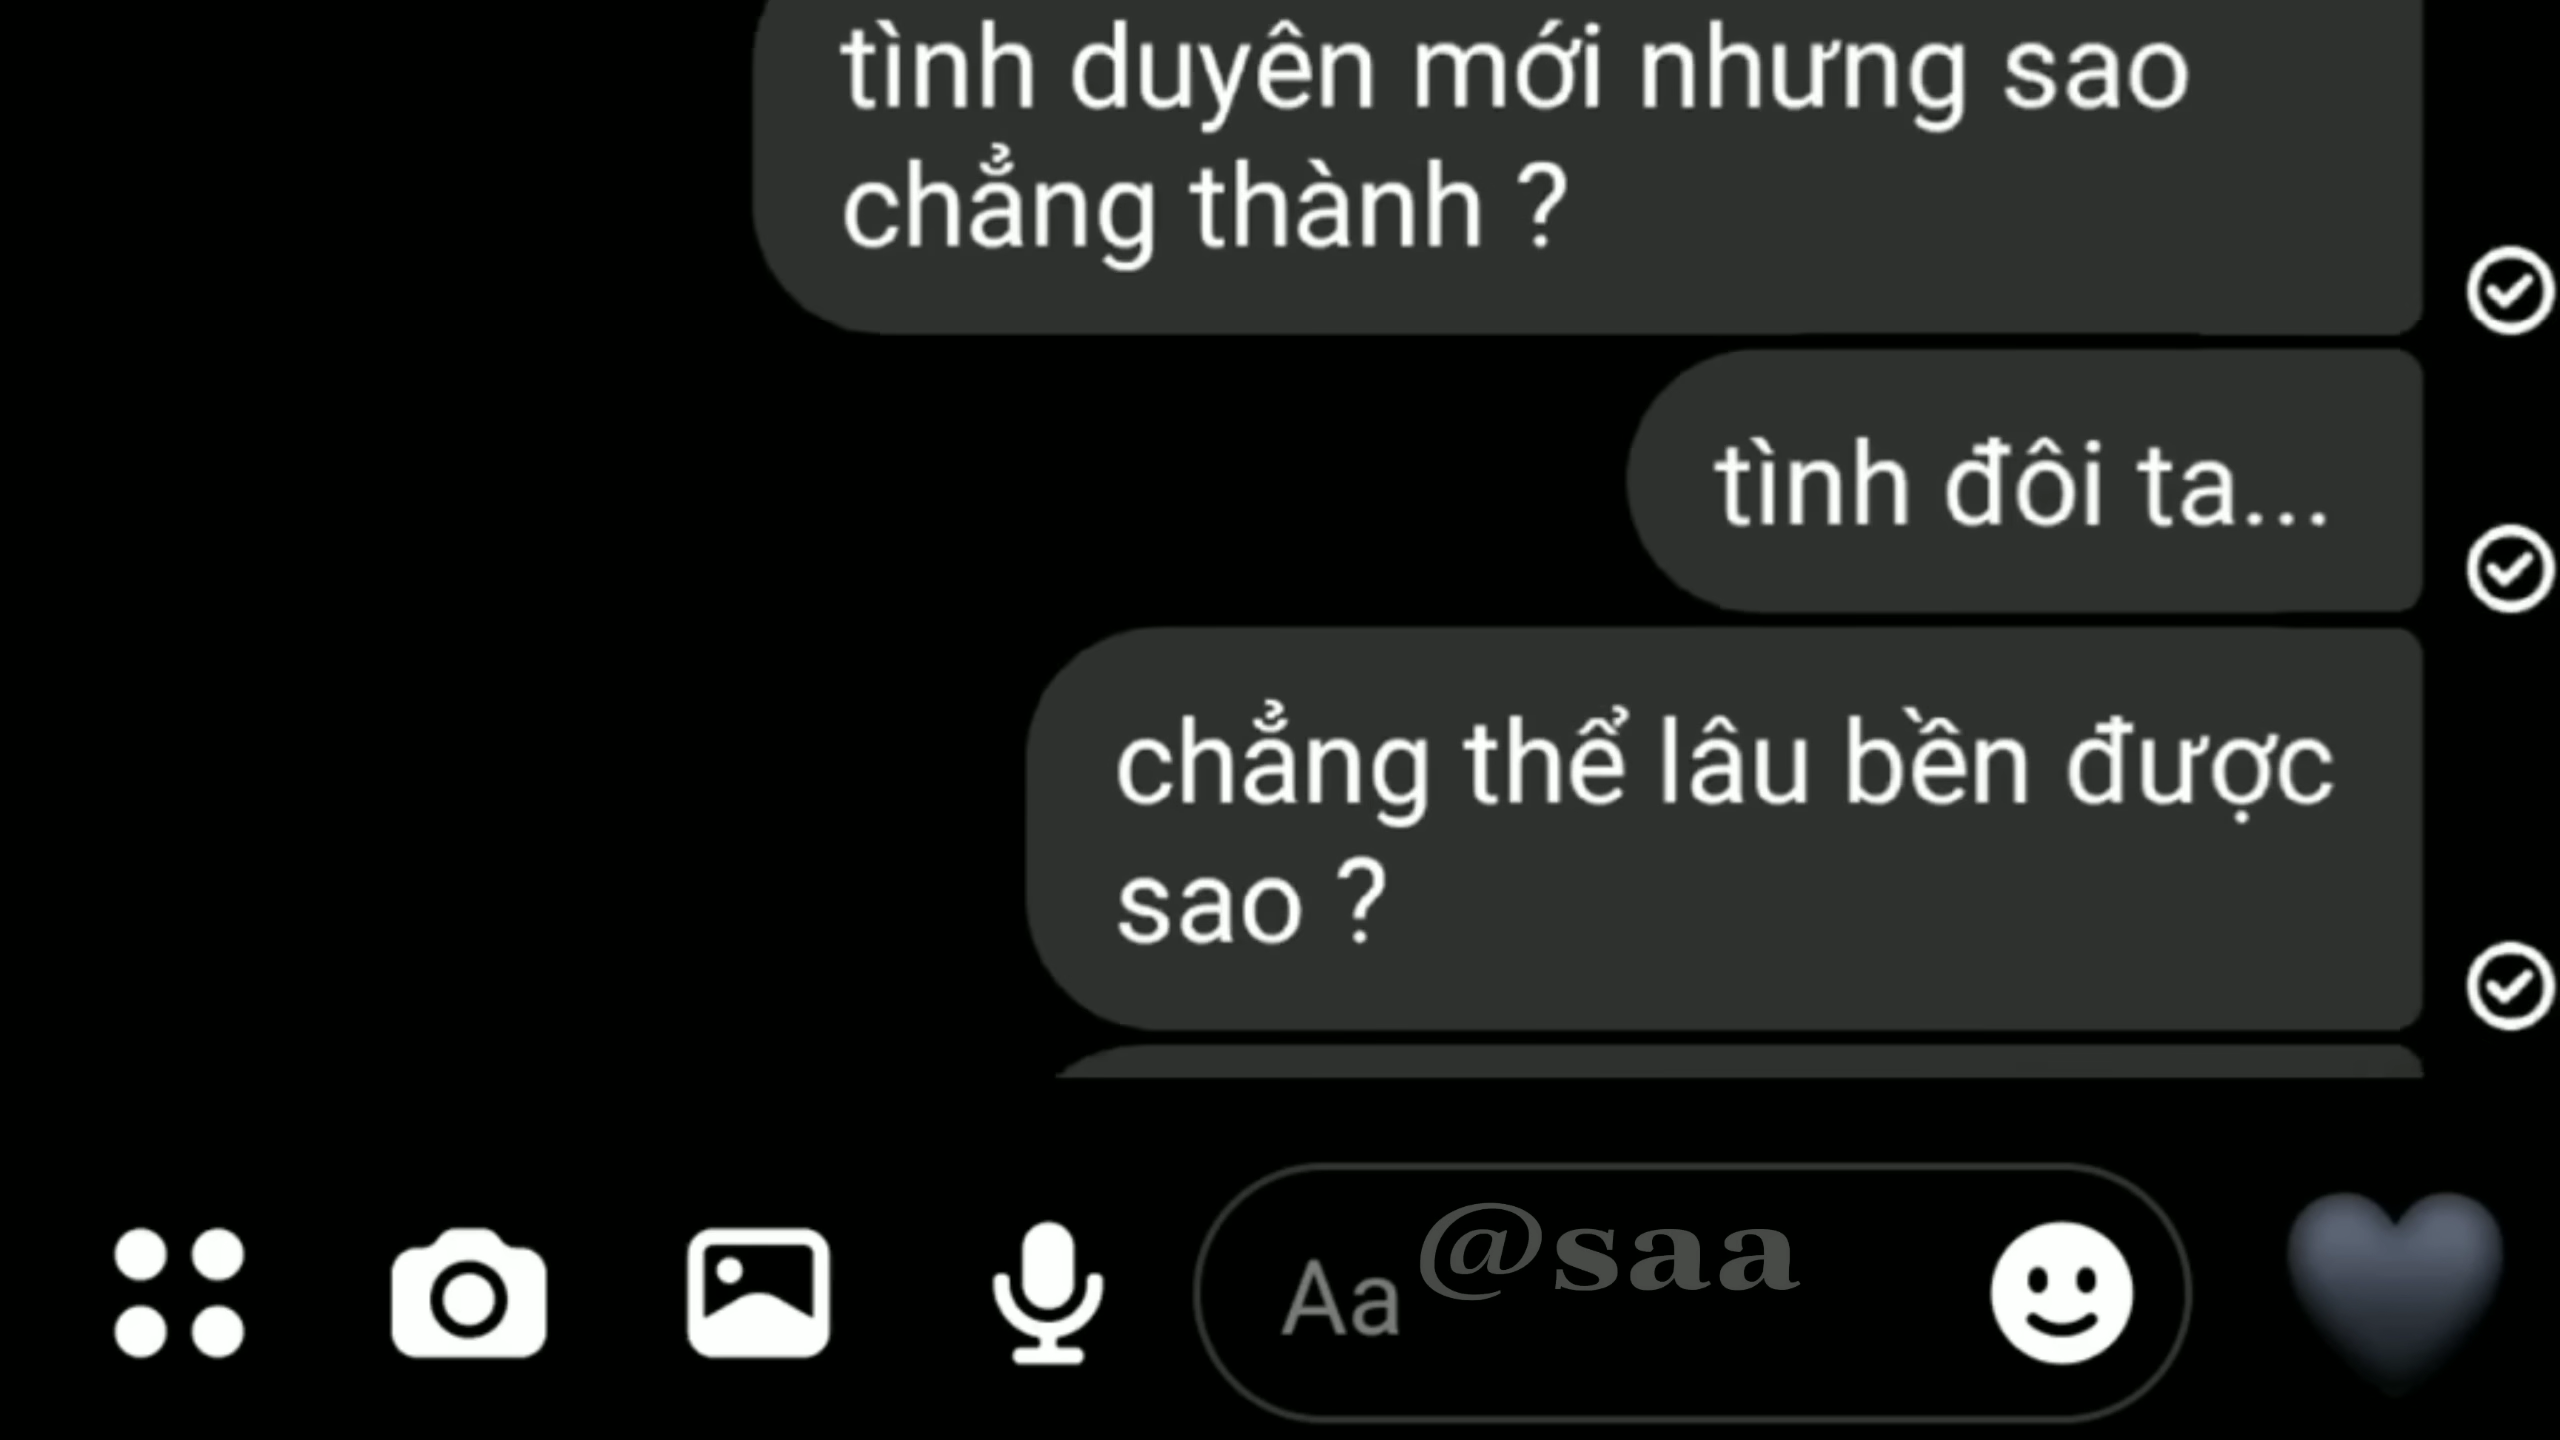 tình duyên mới nhưng sao
chẳng thành ?
tình đôi ta...
chẳng thể lâu bền được
sao ?
Aa
@saa